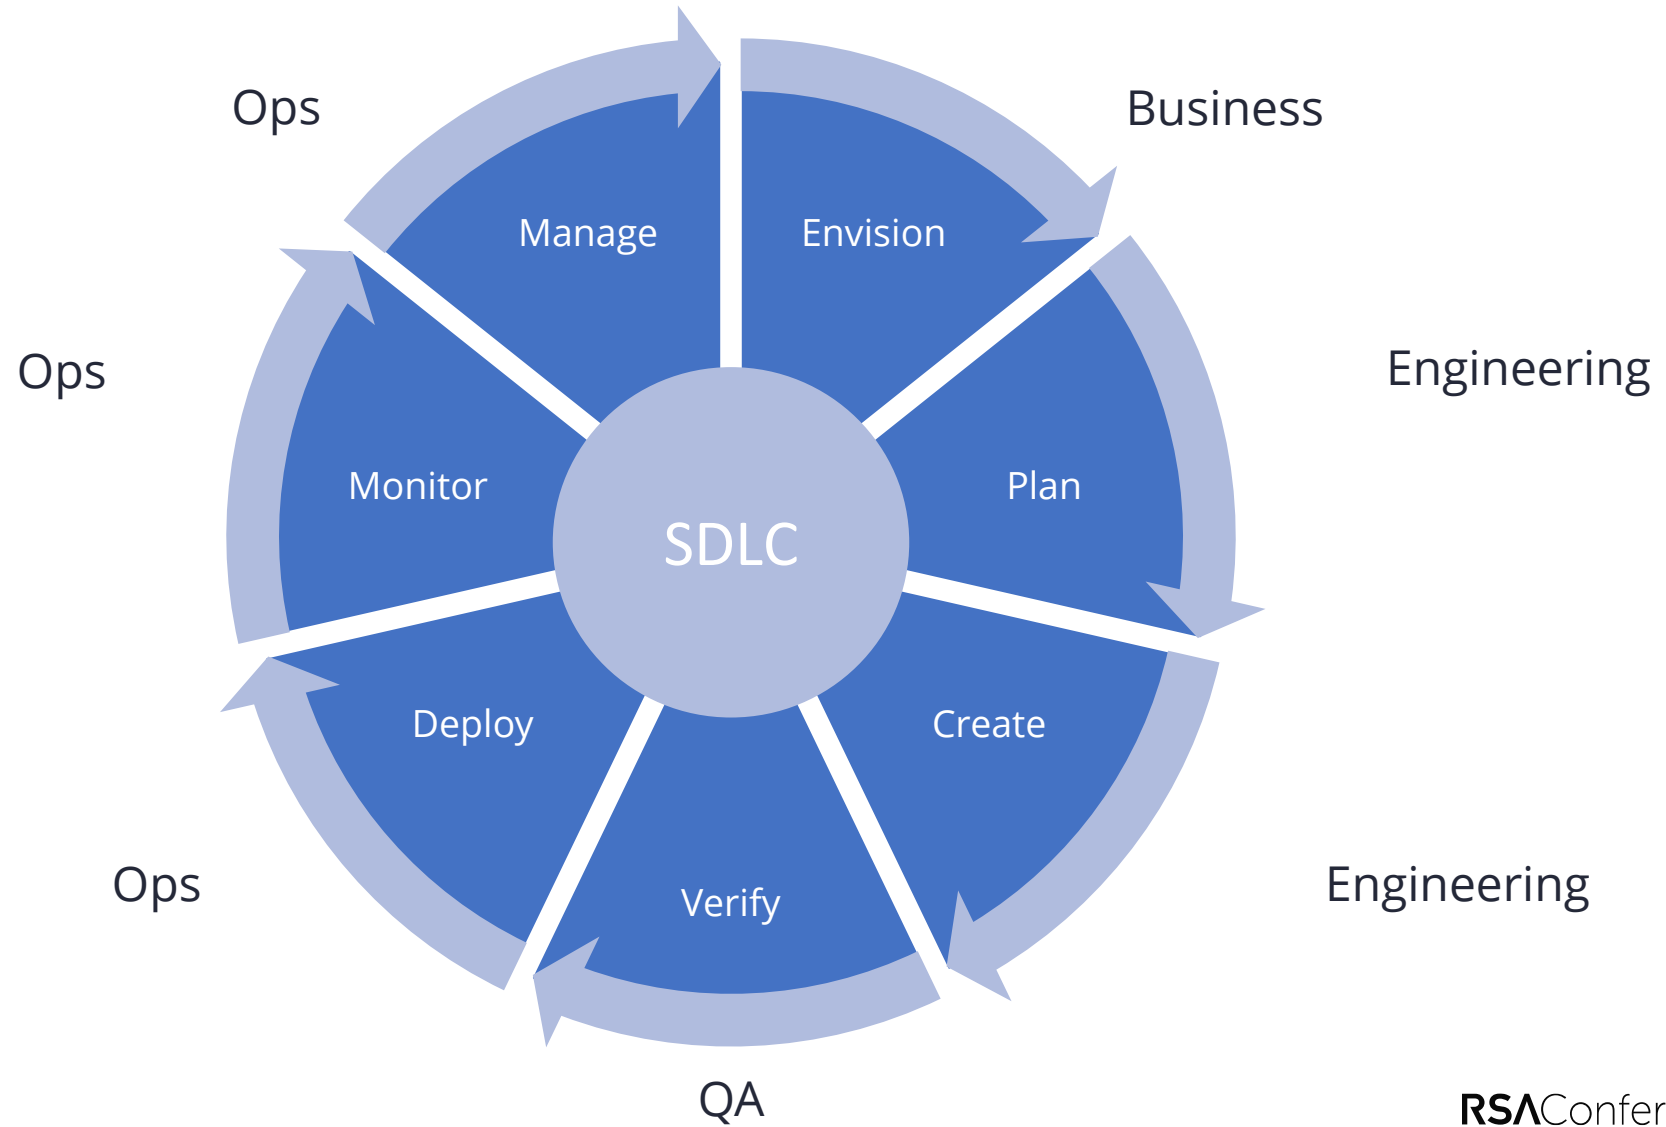 Ops
Business
Manage
Envision
Ops
Engineering
Monitor
Plan
SDLC
Deploy
Create
Ops
Engineering
Verify
QA
RSAConfer